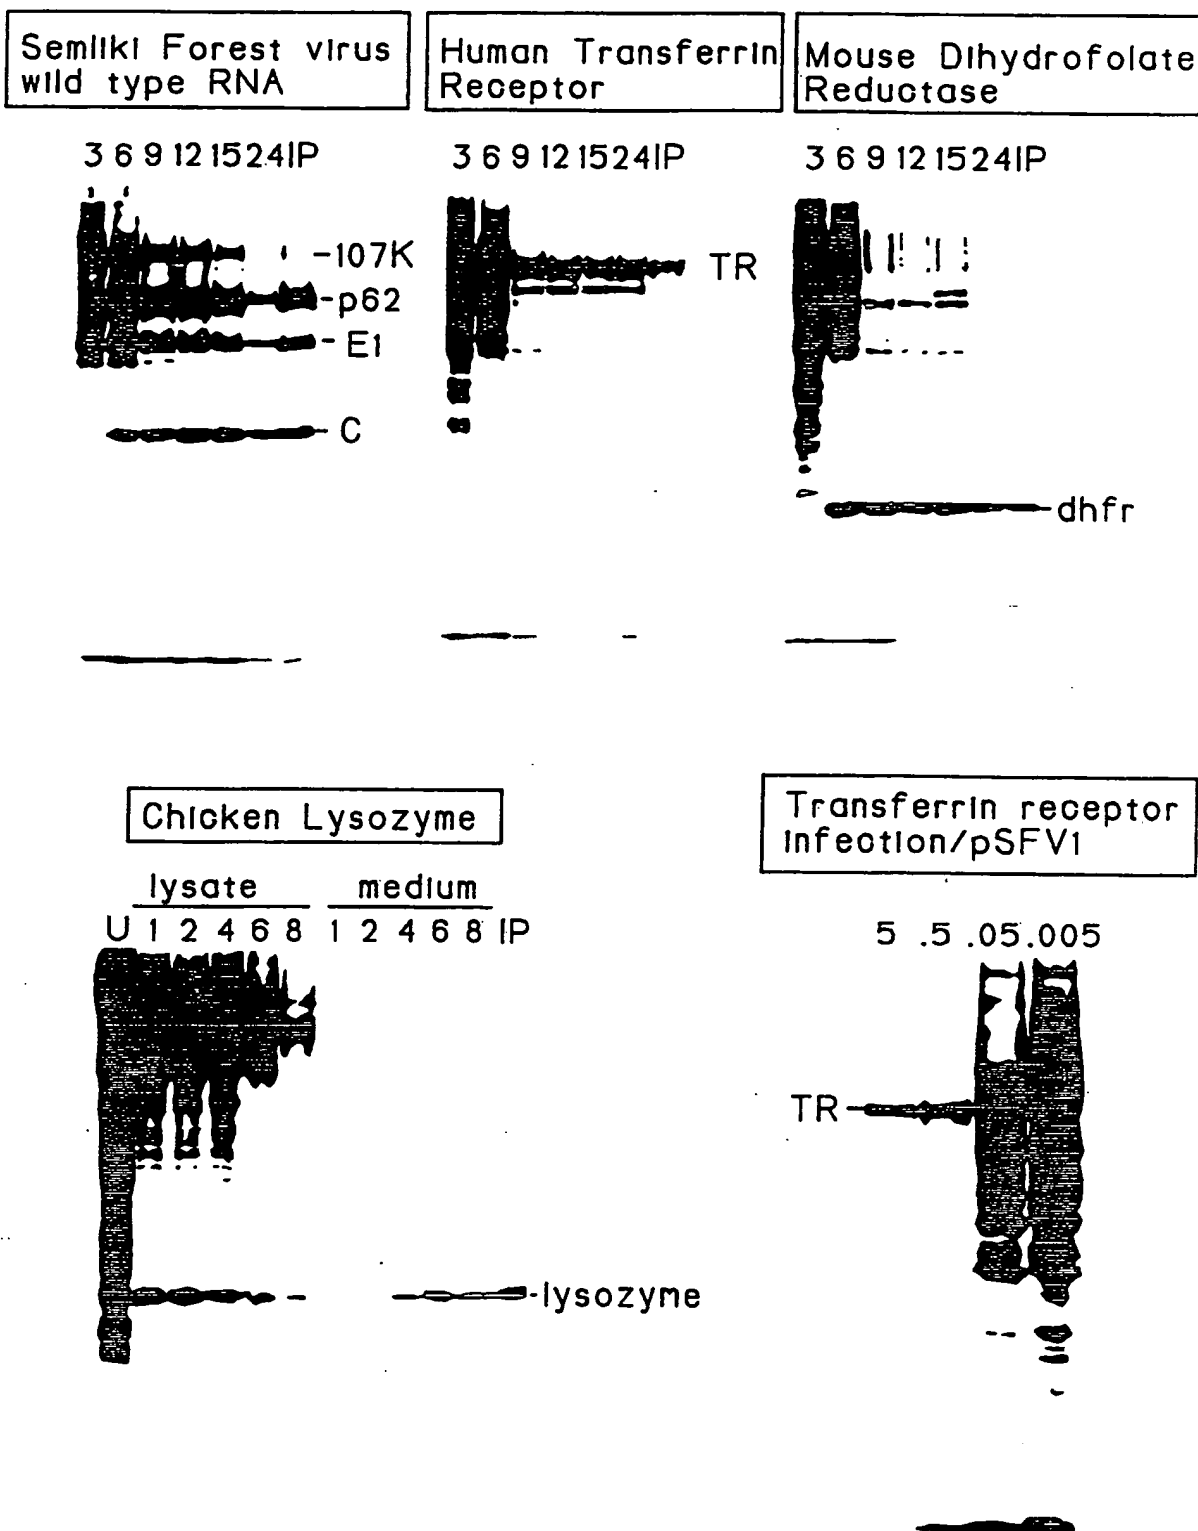 Semliki Forest virus
wild type RNA
Human Transferrin
Receptor
Mouse Dihydrofolate
Reductase
3 6 9 12 15 24 IP
3 6 9 12 15 24 IP
3 6 9 12 15 24 IP
-107K
-p62
-E1
C
TR
dhfr
Chicken Lysozyme
lysate medium
U 1 2 4 6 8 1 2 4 6 8 IP
lysozyme
Transferrin receptor
infection/pSFV1
5 .5 .05 .005
TR